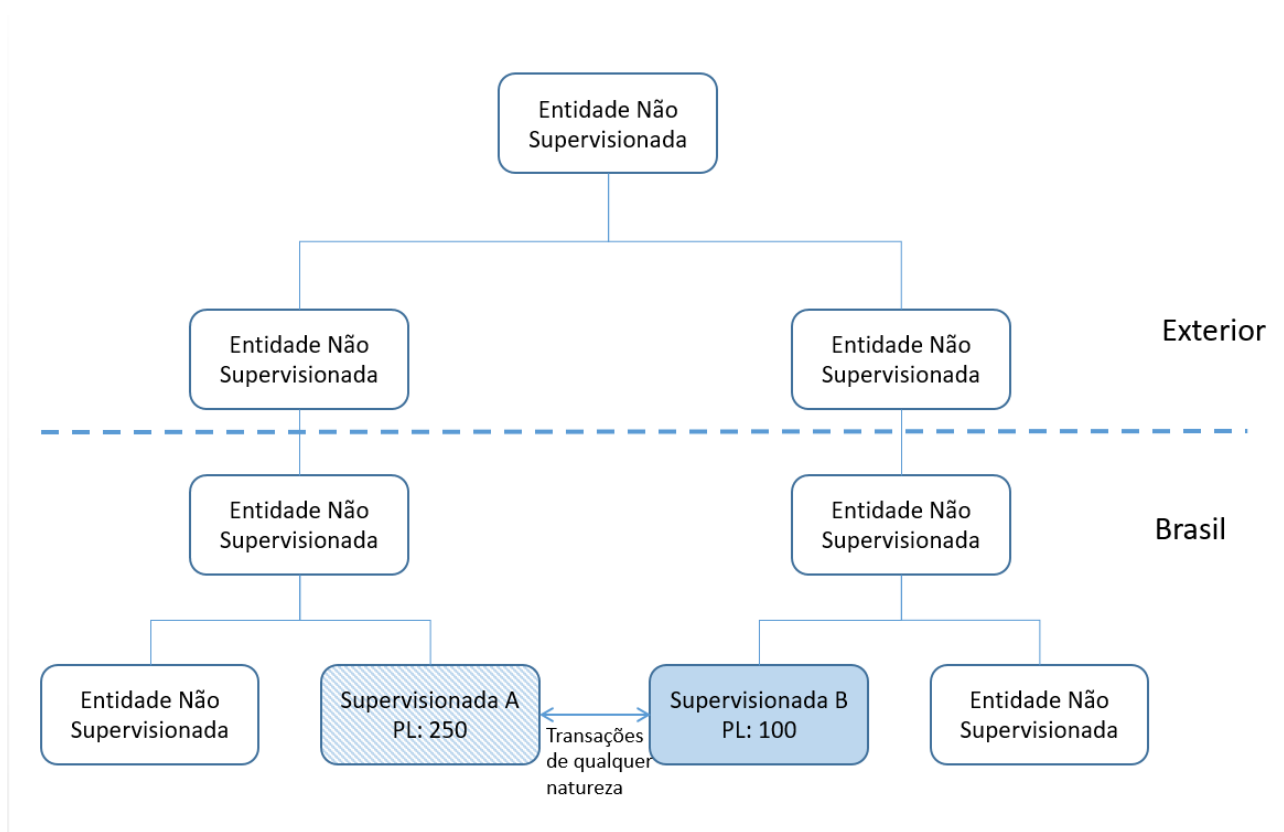 Entidade Não
Supervisionada
Entidade Não
Supervisionada
Entidade Não
Supervisionada
Exterior
Entidade Não
Supervisionada
Entidade Não
Supervisionada
Brasil
Entidade Não
Supervisionada
Supervisionada A
PL: 250
Transações
de qualquer
natureza
Supervisionada B
PL: 100
Entidade Não
Supervisionada